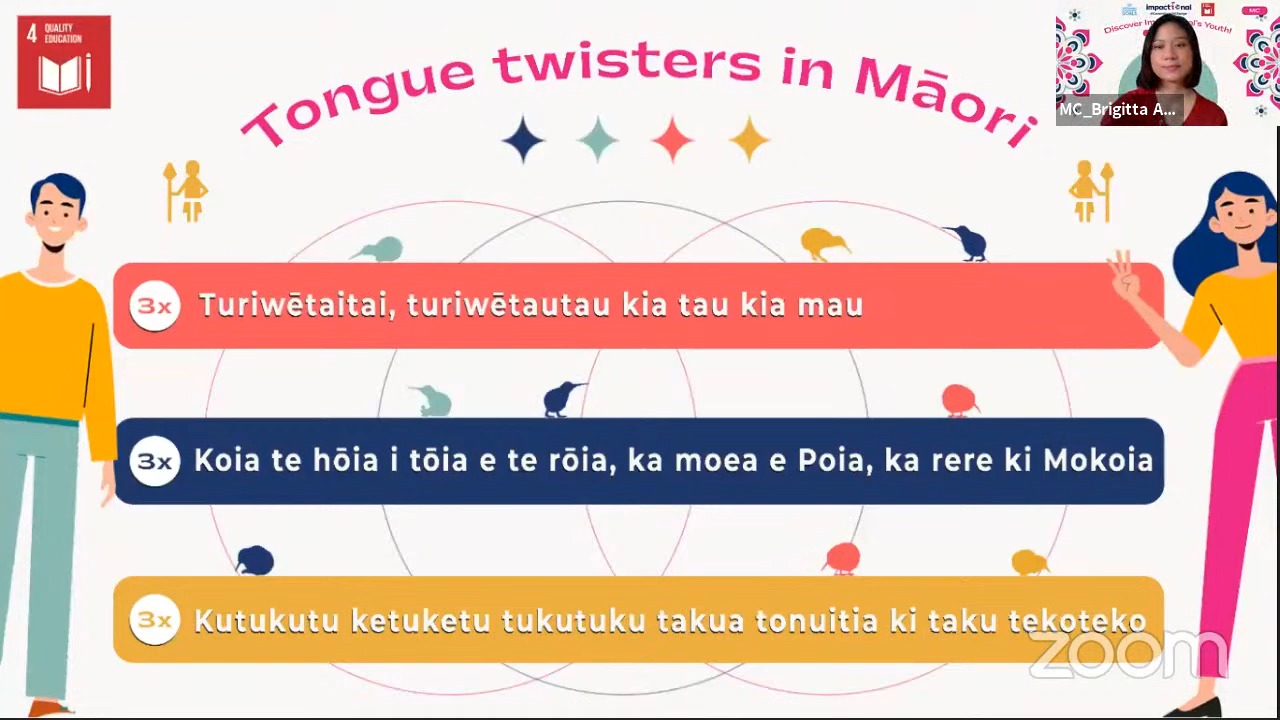 4 QUALITY
EDUCATION
Tongue twisters in Māori
impact
MC
MC_Brigitta A...
3x Turiwētaitai, turiwētautau kia tau kia mau
3x Koia te hōia i tōia e te rōia, ka moea e Poia, ka rere ki Mokoia
3x Kutukutu ketuketu tukutuku takua tonuitia ki taku tekoteko
zoom